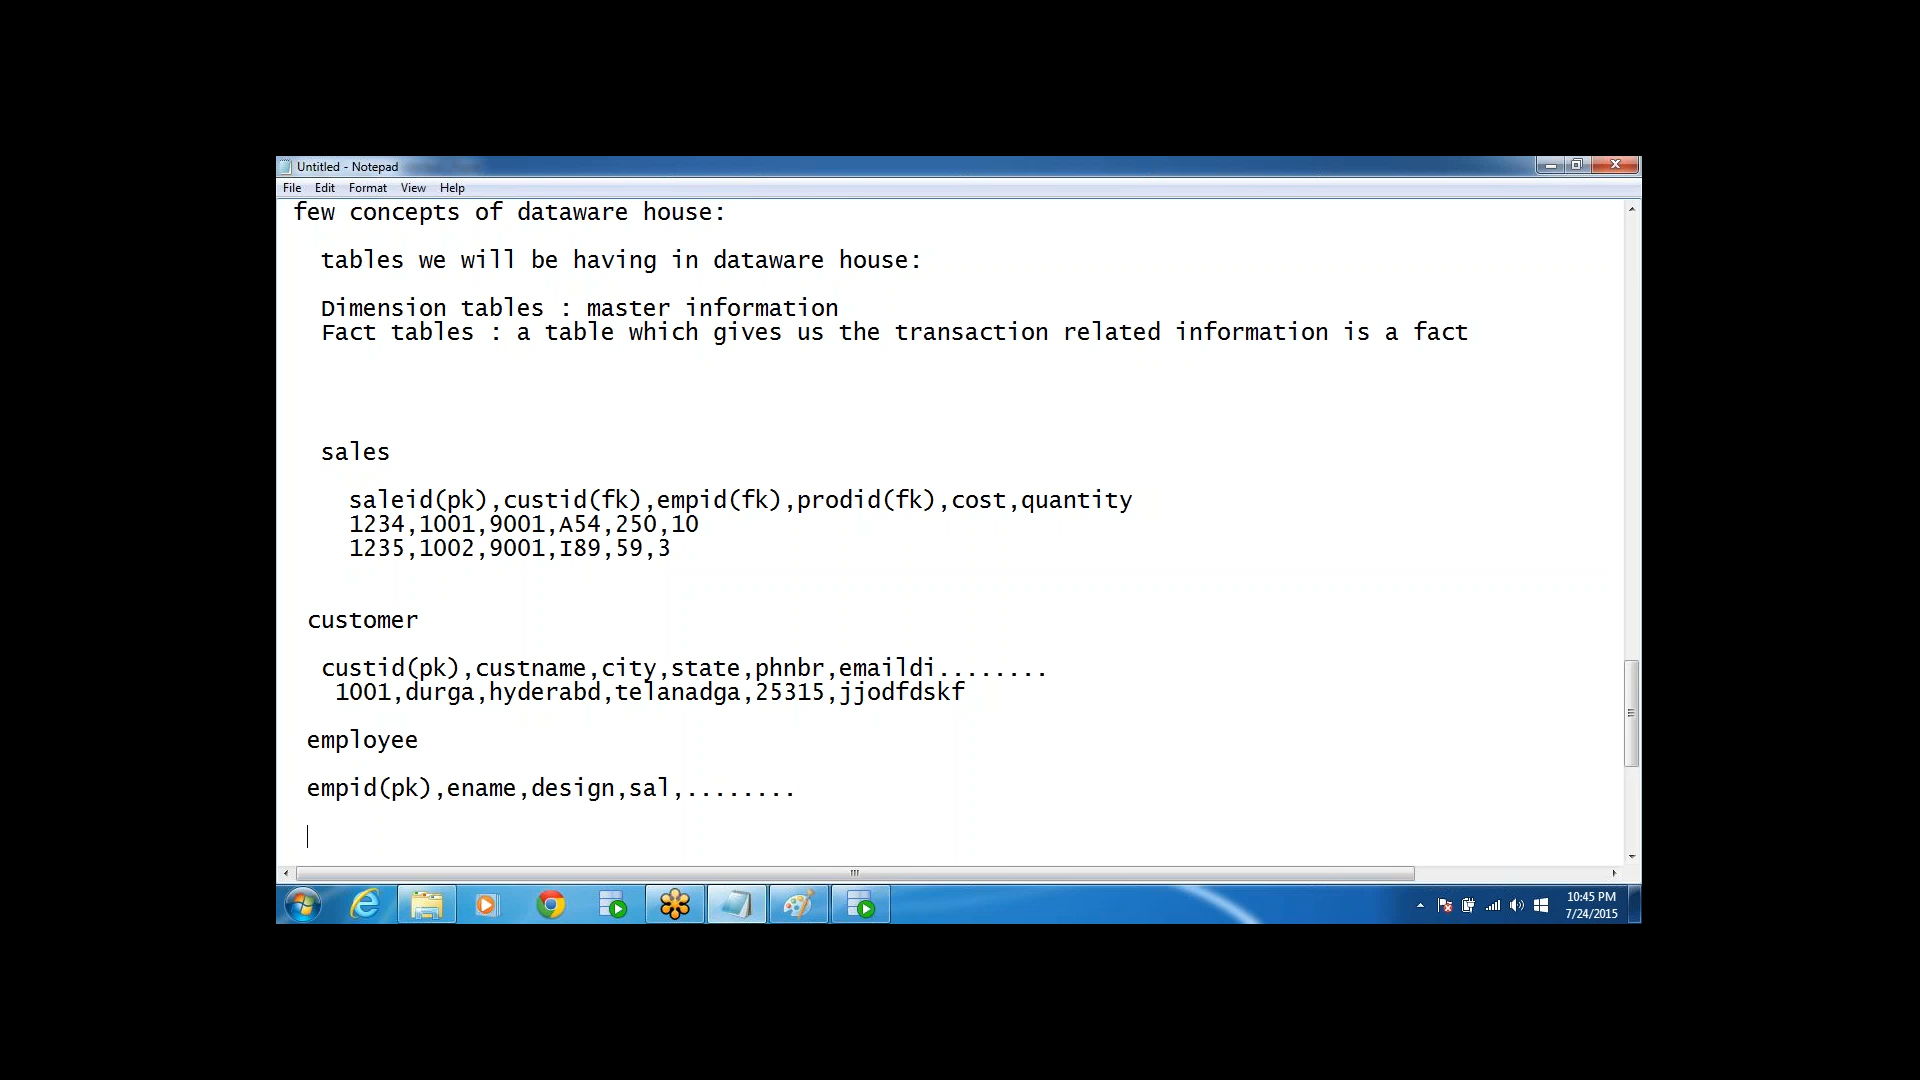 Untitled - Notepad
File Edit Format View Help
few concepts of dataware house:
tables we will be having in dataware house:
Dimension tables : master information
Fact tables : a table which gives us the transaction related information is a fact
sales
saleid(pk),custid(fk),empid(fk),prodid(fk),cost,quantity
1234,1001,9001,A54,250,10
1235,1002,9001,I89,59,3
customer
custid(pk),custname,city,state,phnbr,emaildi........
1001,durga,hyderabd,telanadga,25315,jjodfdskf
employee
empid(pk),ename,design,sal,........
10:45 PM
7/24/2015